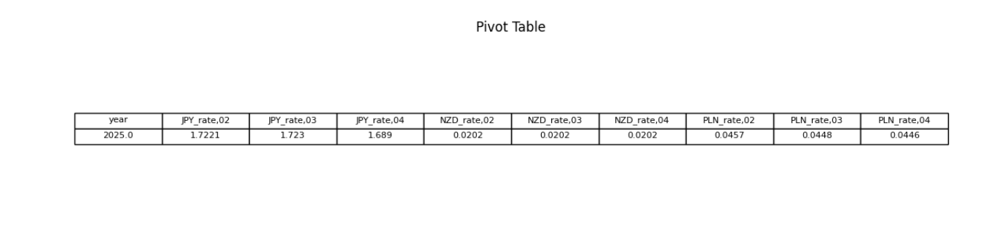 Pivot Table
year JPY_rate,02 JPY_rate,03 JPY_rate,04 NZD_rate,02 NZD_rate,03 NZD_rate,04 PLN_rate,02 PLN_rate,03 PLN_rate,04
2025.0 1.7221 1.723 1.689 0.0202 0.0202 0.0202 0.0457 0.0448 0.0446